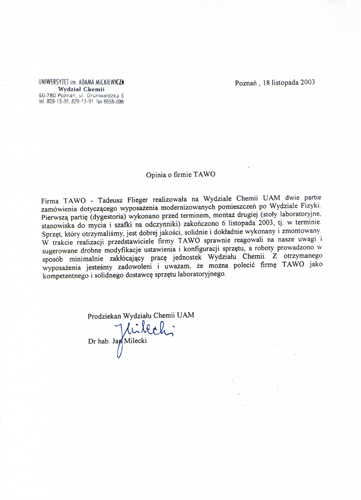 UNIWERSYTET im. ADAMA MICKIEWICZA
Wydział Chemii
60-780 Poznań, ul. Grunwaldzka 6
tel. 829-13-35, 829-13-31, fax 8658-008
Poznań , 18 listopada 2003
Opinia o firmie TAWO
Firma TAWO - Tadeusz Flieger realizowała na Wydziale Chemii UAM dwie partie
zamówienia dotyczącego wyposażenia modernizowanych pomieszczeń po Wydziale Fizyki.
Pierwszą partię (dygestoria) wykonano przed terminem, montaż drugiej (stoły laboratoryjne,
stanowiska do mycia i szafki na odczynniki) zakończono 6 listopada 2003, tj. w terminie.
Sprzęt, który otrzymaliśmy, jest dobrej jakości, solidnie i dokładnie wykonany i zmontowany.
W trakcie realizacji przedstawiciele firmy TAWO sprawnie reagowali na nasze uwagi i
sugerowane drobne modyfikacje ustawienia i konfiguracji sprzętu, a roboty prowadzono w
sposób minimalnie zakłócający pracę jednostek Wydziału Chemii. Z otrzymanego
wyposażenia jesteśmy zadowoleni i uważam, że można polecić firmę TAWO jako
kompetentnego i solidnego dostawcę sprzętu laboratoryjnego.
Prodziekan Wydziału Chemii UAM
JMilecki
Dr hab. Jan Milecki